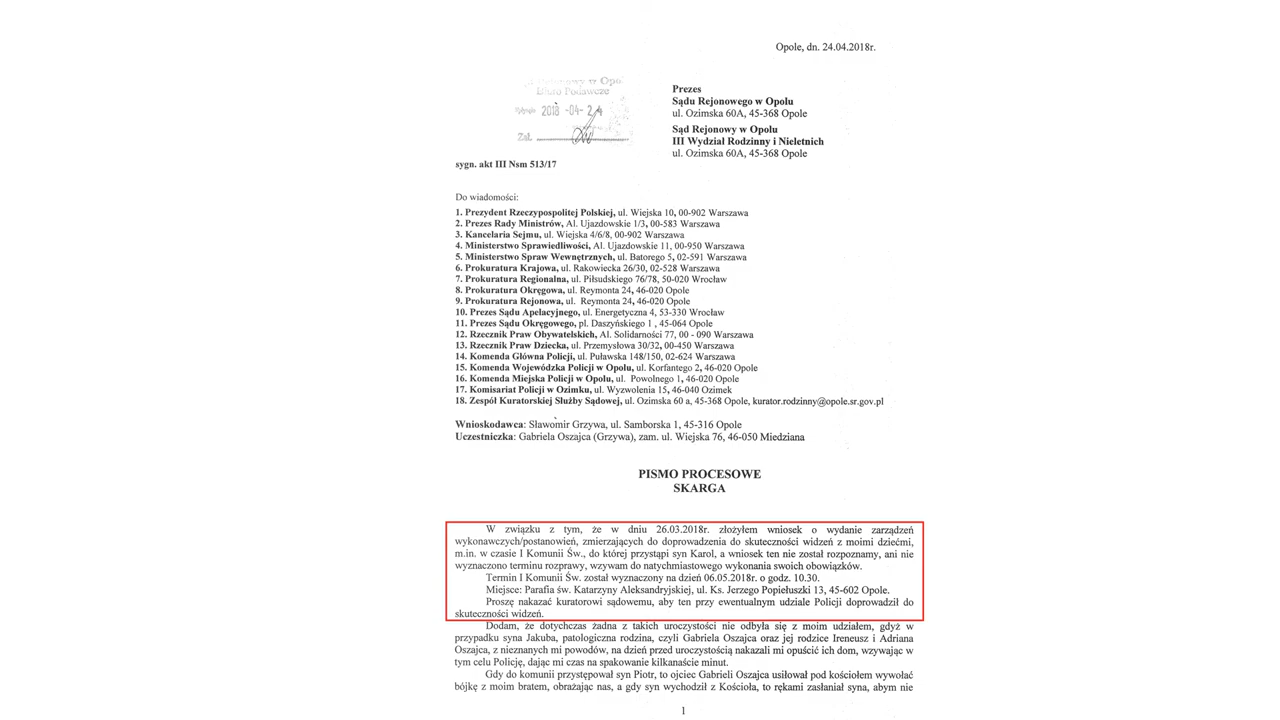 Opole, dn. 24.04.2018r.
Biuro Podawcze
2018 -04- 24
Zał.
Prezes
Sądu Rejonowego w Opolu
ul. Ozimska 60A, 45-368 Opole
Sąd Rejonowy w Opolu
III Wydział Rodzinny i Nieletnich
ul. Ozimska 60A, 45-368 Opole
sygn. akt III Nsm 513/17
Do wiadomości:
1. Prezydent Rzeczypospolitej Polskiej, ul. Wiejska 10, 00-902 Warszawa
2. Prezes Rady Ministrów, Al. Ujazdowskie 1/3, 00-583 Warszawa
3. Kancelaria Sejmu, ul. Wiejska 4/6/8, 00-902 Warszawa
4. Ministerstwo Sprawiedliwości, Al. Ujazdowskie 11, 00-950 Warszawa
5. Ministerstwo Spraw Wewnętrznych, ul. Batorego 5, 02-591 Warszawa
6. Prokuratura Krajowa, ul. Rakowiecka 26/30, 02-528 Warszawa
7. Prokuratura Regionalna, ul. Piłsudskiego 76/78, 50-020 Wrocław
8. Prokuratura Okręgowa, ul. Reymonta 24, 46-020 Opole
9. Prokuratura Rejonowa, ul. Reymonta 24, 46-020 Opole
10. Prezes Sądu Apelacyjnego, ul. Energetyczna 4, 53-330 Wrocław
11. Prezes Sądu Okręgowego, pl. Daszyńskiego 1 , 45-064 Opole
12. Rzecznik Praw Obywatelskich, Al. Solidarności 77, 00 - 090 Warszawa
13. Rzecznik Praw Dziecka, ul. Przemysłowa 30/32, 00-450 Warszawa
14. Komenda Główna Policji, ul. Puławska 148/150, 02-624 Warszawa
15. Komenda Wojewódzka Policji w Opolu, ul. Korfantego 2, 46-020 Opole
16. Komenda Miejska Policji w Opolu, ul. Powolnego 1, 46-020 Opole
17. Komisariat Policji w Ozimku, ul. Wyzwolenia 15, 46-040 Ozimek
18. Zespół Kuratorskiej Służby Sądowej, ul. Ozimska 60 a, 45-368 Opole, kurator.rodzinny@opole.sr.gov.pl
Wnioskodawca: Sławomir Grzywa, ul. Samborska 1, 45-316 Opole
Uczestniczka: Gabriela Oszajca (Grzywa), zam. ul. Wiejska 76, 46-050 Miedziana
PISMO PROCESOWE
SKARGA
W związku z tym, że w dniu 26.03.2018r. złożyłem wniosek o wydanie zarządzeń
wykonawczych/postanowień, zmierzających do doprowadzenia do skuteczności widzeń z moimi dziećmi,
m.in. w czasie I Komunii Św., do której przystąpi syn Karol, a wniosek ten nie został rozpoznamy, ani nie
wyznaczono terminu rozprawy, wzywam do natychmiastowego wykonania swoich obowiązków.
Termin I Komunii Św. został wyznaczony na dzień 06.05.2018r. o godz. 10.30.
Miejsce: Parafia św. Katarzyny Aleksandryjskiej, ul. Ks. Jerzego Popiełuszki 13, 45-602 Opole.
Proszę nakazać kuratorowi sądowemu, aby ten przy ewentualnym udziale Policji doprowadził do
skuteczności widzeń.
Dodam, że dotychczas żadna z takich uroczystości nie odbyła się z moim udziałem, gdyż w
przypadku syna Jakuba, patologiczna rodzina, czyli Gabriela Oszajca oraz jej rodzice Ireneusz i Adriana
Oszajca, z nieznanych mi powodów, na dzień przed uroczystością nakazali mi opuścić ich dom, wzywając w
tym celu Policję, dając mi czas na spakowanie kilkanaście minut.
Gdy do komunii przystępował syn Piotr, to ojciec Gabrieli Oszajca usiłował pod kościołem wywołać
bójkę z moim bratem, obrażając nas, a gdy syn wychodził z Kościoła, to rękami zasłaniał syna, abym nie
1